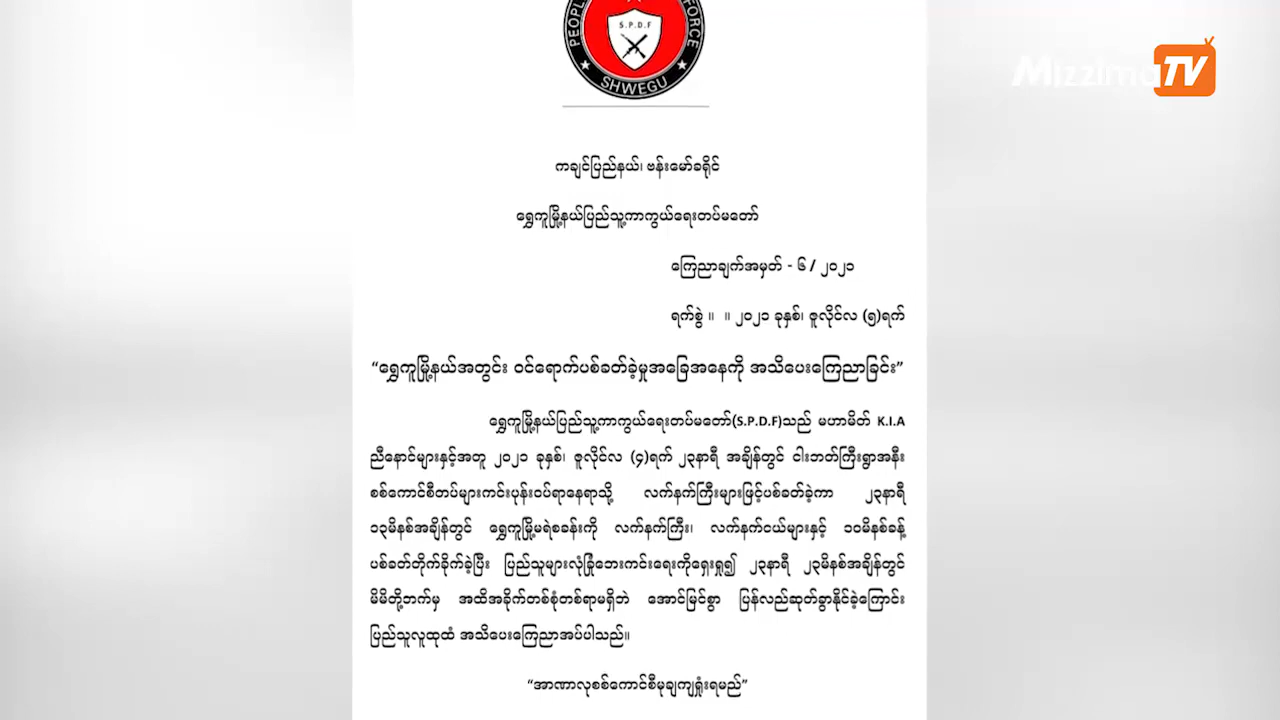 PEOPLE
FORCE
S.P.D.F
SHWEGU
Mizzima TV
ကချင်ပြည်နယ်၊ ဗန်းမော်ခရိုင်
ရွှေကူမြို့နယ်ပြည်သူ့ကာကွယ်ရေးတပ်မတော်
ကြေညာချက်အမှတ် - ၆ / ၂၀၂၁
ရက်စွဲ ။ ။ ၂၀၂၁ ခုနှစ်၊ ဇူလိုင်လ (၅)ရက်
“ရွှေကူမြို့နယ်အတွင်း ဝင်ရောက်ပစ်ခတ်ခဲ့မှုအခြေအနေကို အသိပေးကြေညာခြင်း”
ရွှေကူမြို့နယ်ပြည်သူ့ကာကွယ်ရေးတပ်မတော်(S.P.D.F)သည် မဟာမိတ် K.I.A
ညီနောင်များနှင့်အတူ ၂၀၂၁ ခုနှစ်၊ ဇူလိုင်လ (၄)ရက် ၂၃နာရီ အချိန်တွင် ငါးဘတ်ကြီးရွာအနီး
စစ်ကောင်စီတပ်များကင်းပုန်းဝပ်ရာနေရာသို့ လက်နက်ကြီးများဖြင့်ပစ်ခတ်ခဲ့ကာ ၂၃နာရီ
၁၃မိနစ်အချိန်တွင် ရွှေကူမြို့မရဲစခန်းကို လက်နက်ကြီး၊ လက်နက်ငယ်များနှင့် ၁၀မိနစ်ခန့်
ပစ်ခတ်တိုက်ခိုက်ခဲ့ပြီး ပြည်သူများလုံခြုံဘေးကင်းရေးကိုရှေးရှု၍ ၂၃နာရီ ၂၃မိနစ်အချိန်တွင်
မိမိတို့ဘက်မှ အထိအခိုက်တစ်စုံတစ်ရာမရှိဘဲ အောင်မြင်စွာ ပြန်လည်ဆုတ်ခွာနိုင်ခဲ့ကြောင်း
ပြည်သူလူထုထံ အသိပေးကြေညာအပ်ပါသည်။
“အာဏာလုစစ်ကောင်စီမုချကျရှုံးရမည်”